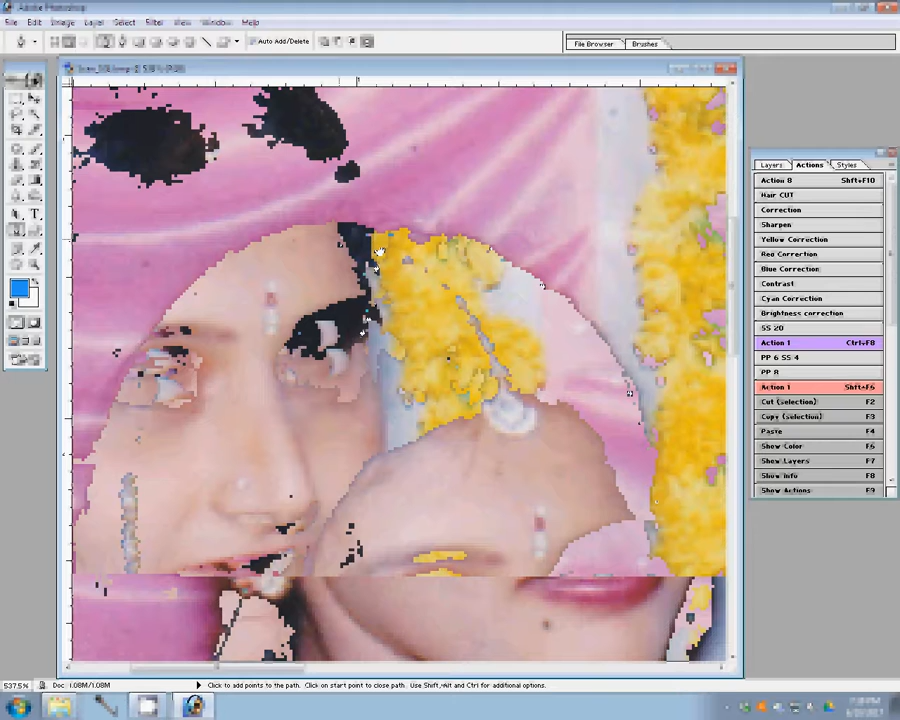 Adobe Photoshop
File Edit Image Layer Select Filter View Window Help
Auto Add/Delete
File Browser
Brushes
Layers Actions Styles
Action 8 Shft+F10
Hair CUT
Correction
Sharpen
Yellow Correction
Red Correction
Blue Correction
Contrast
Cyan Correction
Brightness correction
SS 20
Action 1 Ctrl+F8
PP 6 SS 4
PP 8
Action 1 Shift+F5
Cut (selection) F2
Copy (selection) F3
Paste F4
Show Color F6
Show Layers F7
Show Info F8
Show Actions F9
537.5% Doc: 1.08M/1.08M Click to add points to the path. Click on start point to close path. Use Shift, Alt and Ctrl for additional options.